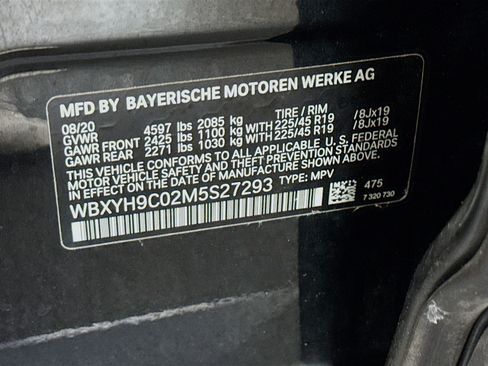 MFD BY BAYERISCHE MOTOREN WERKE AG
08/20 TIRE / RIM
GVWR 4597 lbs 2085 kg
GAWR FRONT 2425 lbs 1100 kg WITH 225/45 R19 /8Jx19
GAWR REAR 2271 lbs 1030 kg WITH 225/45 R19 /8Jx19
THIS VEHICLE CONFORMS TO ALL APPLICABLE U. S. FEDERAL
MOTOR VEHICLE SAFETY AND THEFT PREVENTION STANDARDS
IN EFFECT ON THE DATE OF MANUFACTURE SHOWN ABOVE.
WBXYH9C02M5S27293 TYPE: MPV
475
7 320 730